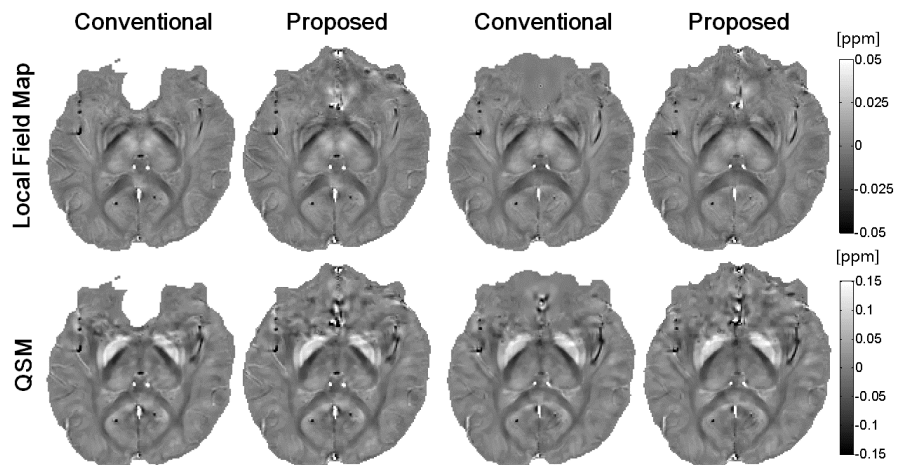 Conventional Proposed Conventional Proposed
[ppm]
Local Field Map
0.05
0.025
0
-0.025
-0.05
[ppm]
QSM
0.15
0.1
0.05
0
-0.05
-0.1
-0.15